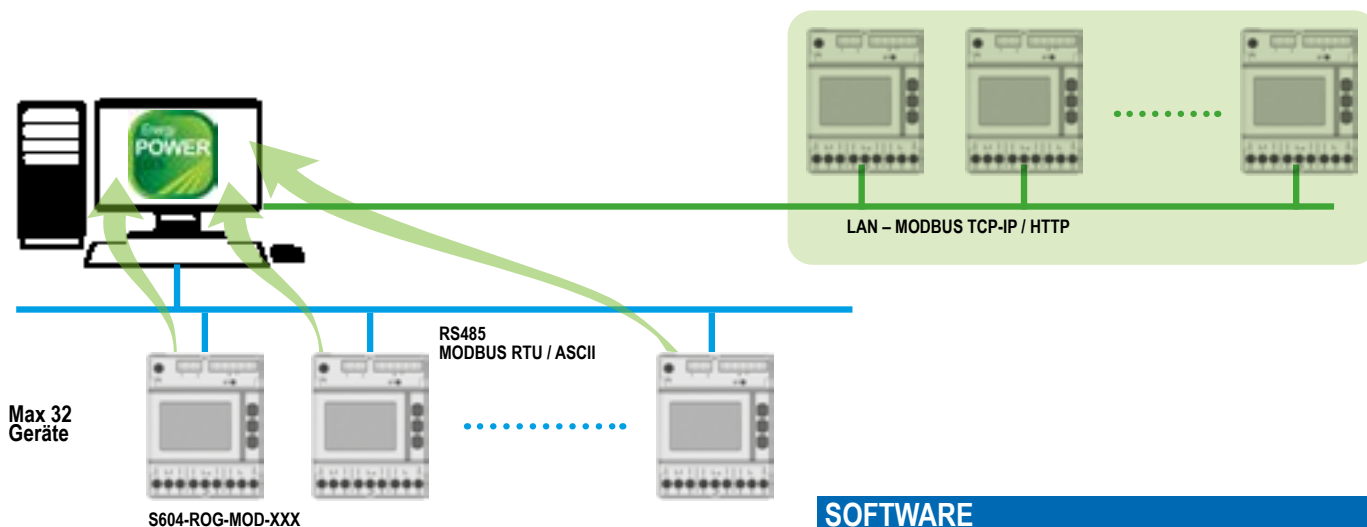 Energy
POWER
LAN – MODBUS TCP-IP / HTTP
RS485
MODBUS RTU / ASCII
Max 32
Geräte
S604-ROG-MOD-XXX
SOFTWARE